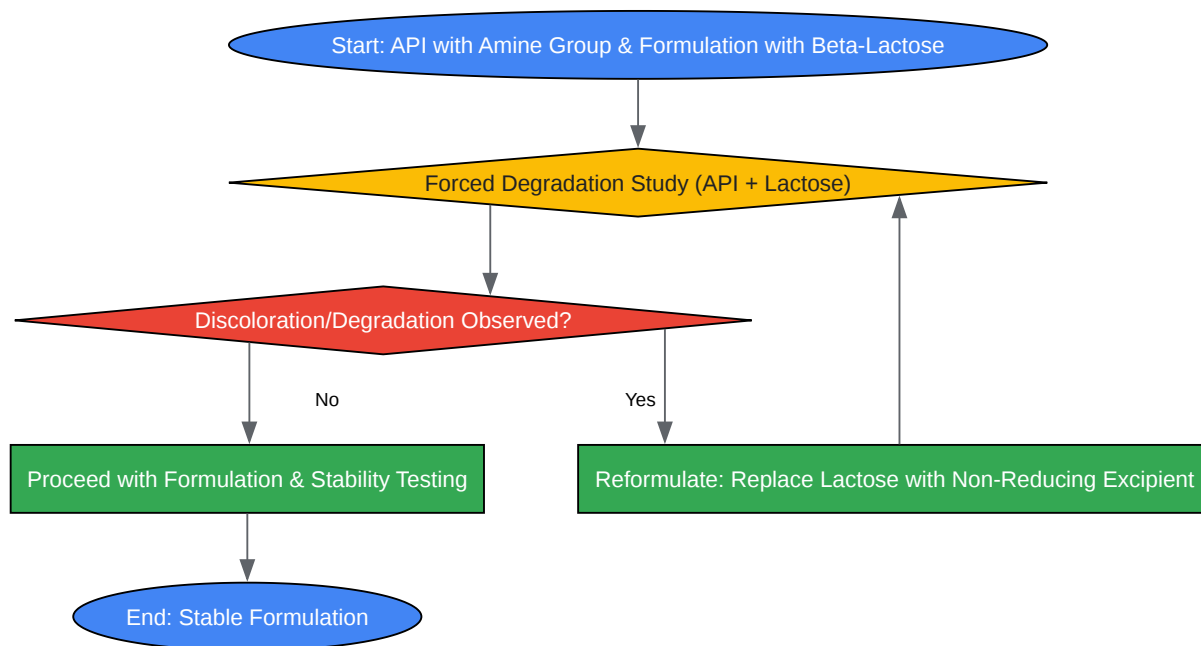 Start: API with Amine Group & Formulation with Beta-Lactose
Forced Degradation Study (API + Lactose)
Discoloration/Degradation Observed?
No
Yes
Proceed with Formulation & Stability Testing
Reformulate: Replace Lactose with Non-Reducing Excipient
End: Stable Formulation